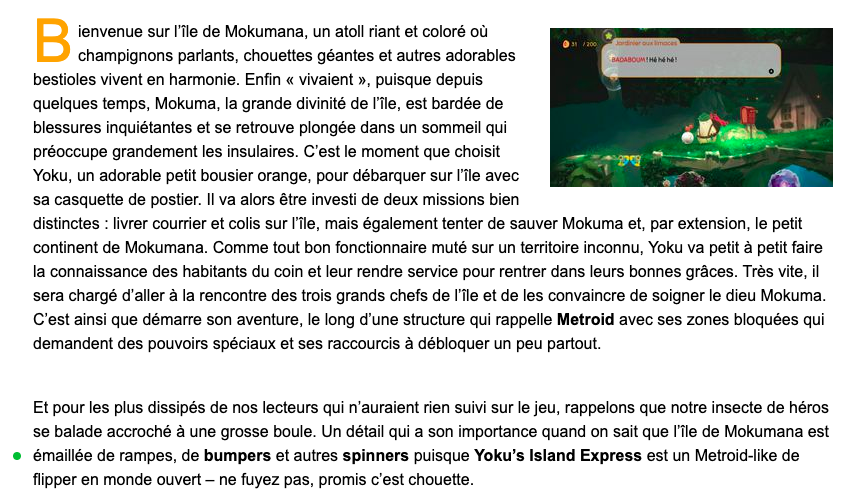 Bienvenue sur l’île de Mokumana, un atoll riant et coloré où
champignons parlants, chouettes géantes et autres adorables
bestioles vivent en harmonie. Enfin « vivaient », puisque depuis
quelques temps, Mokuma, la grande divinité de l’île, est bardée de
blessures inquiétantes et se retrouve plongée dans un sommeil qui
préoccupe grandement les insulaires. C’est le moment que choisit
Yoku, un adorable petit bousier orange, pour débarquer sur l’île avec
sa casquette de postier. Il va alors être investi de deux missions bien
distinctes : livrer courrier et colis sur l’île, mais également tenter de sauver Mokuma et, par extension, le petit
continent de Mokumana. Comme tout bon fonctionnaire muté sur un territoire inconnu, Yoku va petit à petit faire
la connaissance des habitants du coin et leur rendre service pour rentrer dans leurs bonnes grâces. Très vite, il
sera chargé d’aller à la rencontre des trois grands chefs de l’île et de les convaincre de soigner le dieu Mokuma.
C’est ainsi que démarre son aventure, le long d’une structure qui rappelle Metroid avec ses zones bloquées qui
demandent des pouvoirs spéciaux et ses raccourcis à débloquer un peu partout.
31 / 200
Jardinier aux limaces
BAOABOUM ! Hé hé hé !
Et pour les plus dissipés de nos lecteurs qui n’auraient rien suivi sur le jeu, rappelons que notre insecte de héros
se balade accroché à une grosse boule. Un détail qui a son importance quand on sait que l’île de Mokumana est
émaillée de rampes, de bumpers et autres spinners puisque Yoku’s Island Express est un Metroid-like de
flipper en monde ouvert – ne fuyez pas, promis c’est chouette.